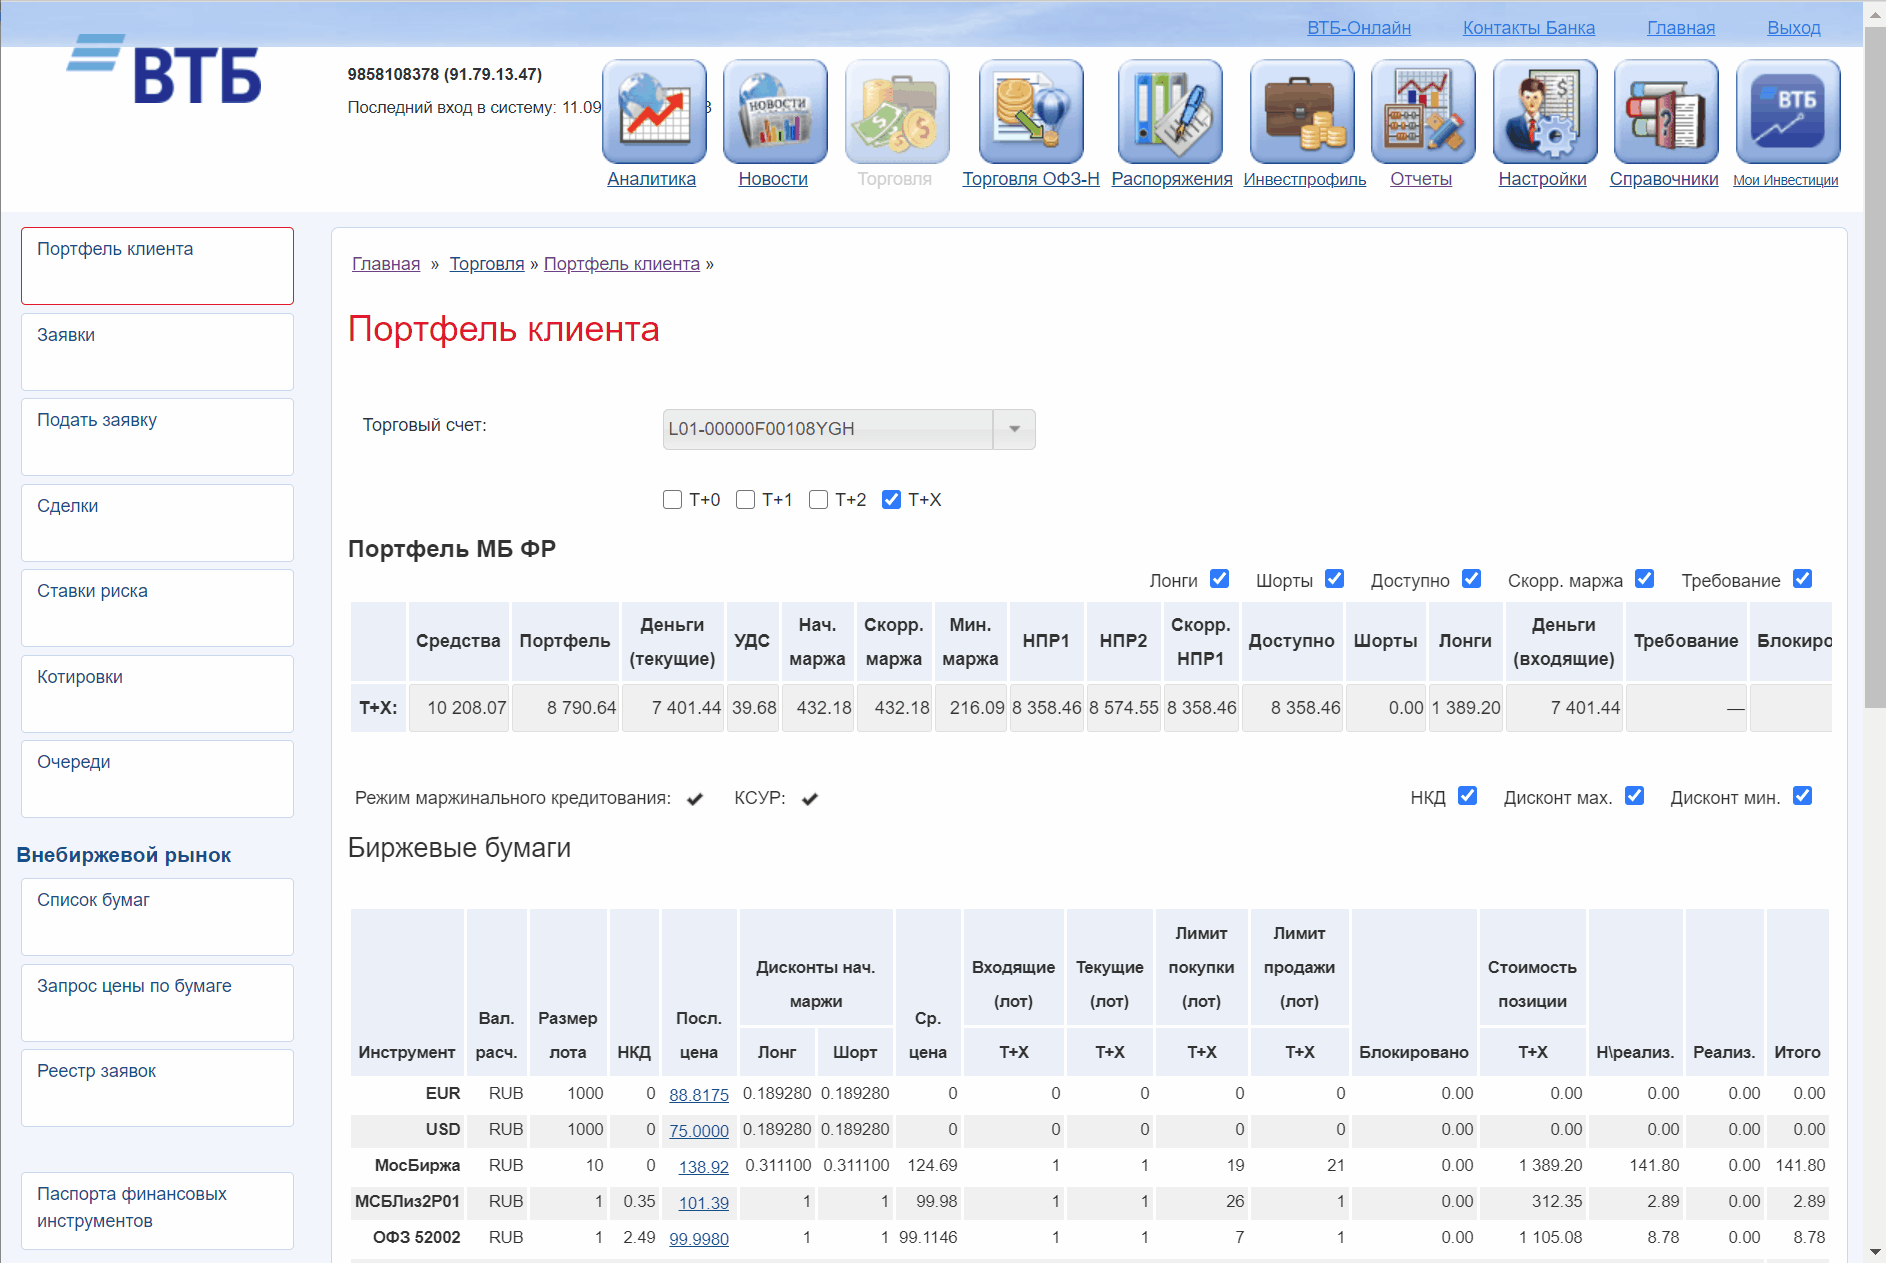 ВТБ-Онлайн Контакты Банка Главная Выход
ВТБ
9858108378 (91.79.13.47)
Последний вход в систему: 11.09
3
НОВОСТИ
ВТБ
Аналитика Новости Торговля Торговля ОФЗ-Н Распоряжения Инвестпрофиль Отчеты Настройки Справочники Мои Инвестиции
Портфель клиента
Заявки
Подать заявку
Сделки
Ставки риска
Котировки
Очереди
Внебиржевой рынок
Список бумаг
Запрос цены по бумаге
Реестр заявок
Паспорта финансовых
инструментов
Главная » Торговля » Портфель клиента »
Портфель клиента
Торговый счет: L01-00000F00108YGH
T+0 T+1 T+2 T+X
Портфель МБ ФР
Лонги Шорты Доступно Скорр. маржа Требование
Средства Портфель Деньги (текущие) УДС Нач. маржа Скорр. маржа Мин. маржа НПР1 НПР2 Скорр. НПР1 Доступно Шорты Лонги Деньги (входящие) Требование Блокиро
T+X: 10 208.07 8 790.64 7 401.44 39.68 432.18 432.18 216.09 8 358.46 8 574.55 8 358.46 8 358.46 0.00 1 389.20 7 401.44 —
Режим маржинального кредитования: ✔ КСУР: ✔ НКД Дисконт мах. Дисконт мин.
Биржевые бумаги
Инструмент Вал. расч. Размер лота НКД Посл. цена Дисконты нач. маржи Лонг Шорт Ср. цена Входящие (лот) T+X Текущие (лот) T+X Лимит покупки (лот) T+X Лимит продажи (лот) T+X Блокировано Стоимость позиции T+X Н\реализ. Реализ. Итого
EUR RUB 1000 0 88.8175 0.189280 0.189280 0 0 0 0 0 0.00 0.00 0.00 0.00 0.00
USD RUB 1000 0 75.0000 0.189280 0.189280 0 0 0 0 0 0.00 0.00 0.00 0.00 0.00
МосБиржа RUB 10 0 138.92 0.311100 0.311100 124.69 1 1 19 21 0.00 1 389.20 141.80 0.00 141.80
МСБЛиз2Р01 RUB 1 0.35 101.39 1 1 99.98 1 1 26 1 0.00 312.35 2.89 0.00 2.89
ОФЗ 52002 RUB 1 2.49 99.9980 1 1 99.1146 1 1 7 1 0.00 1 105.08 8.78 0.00 8.78